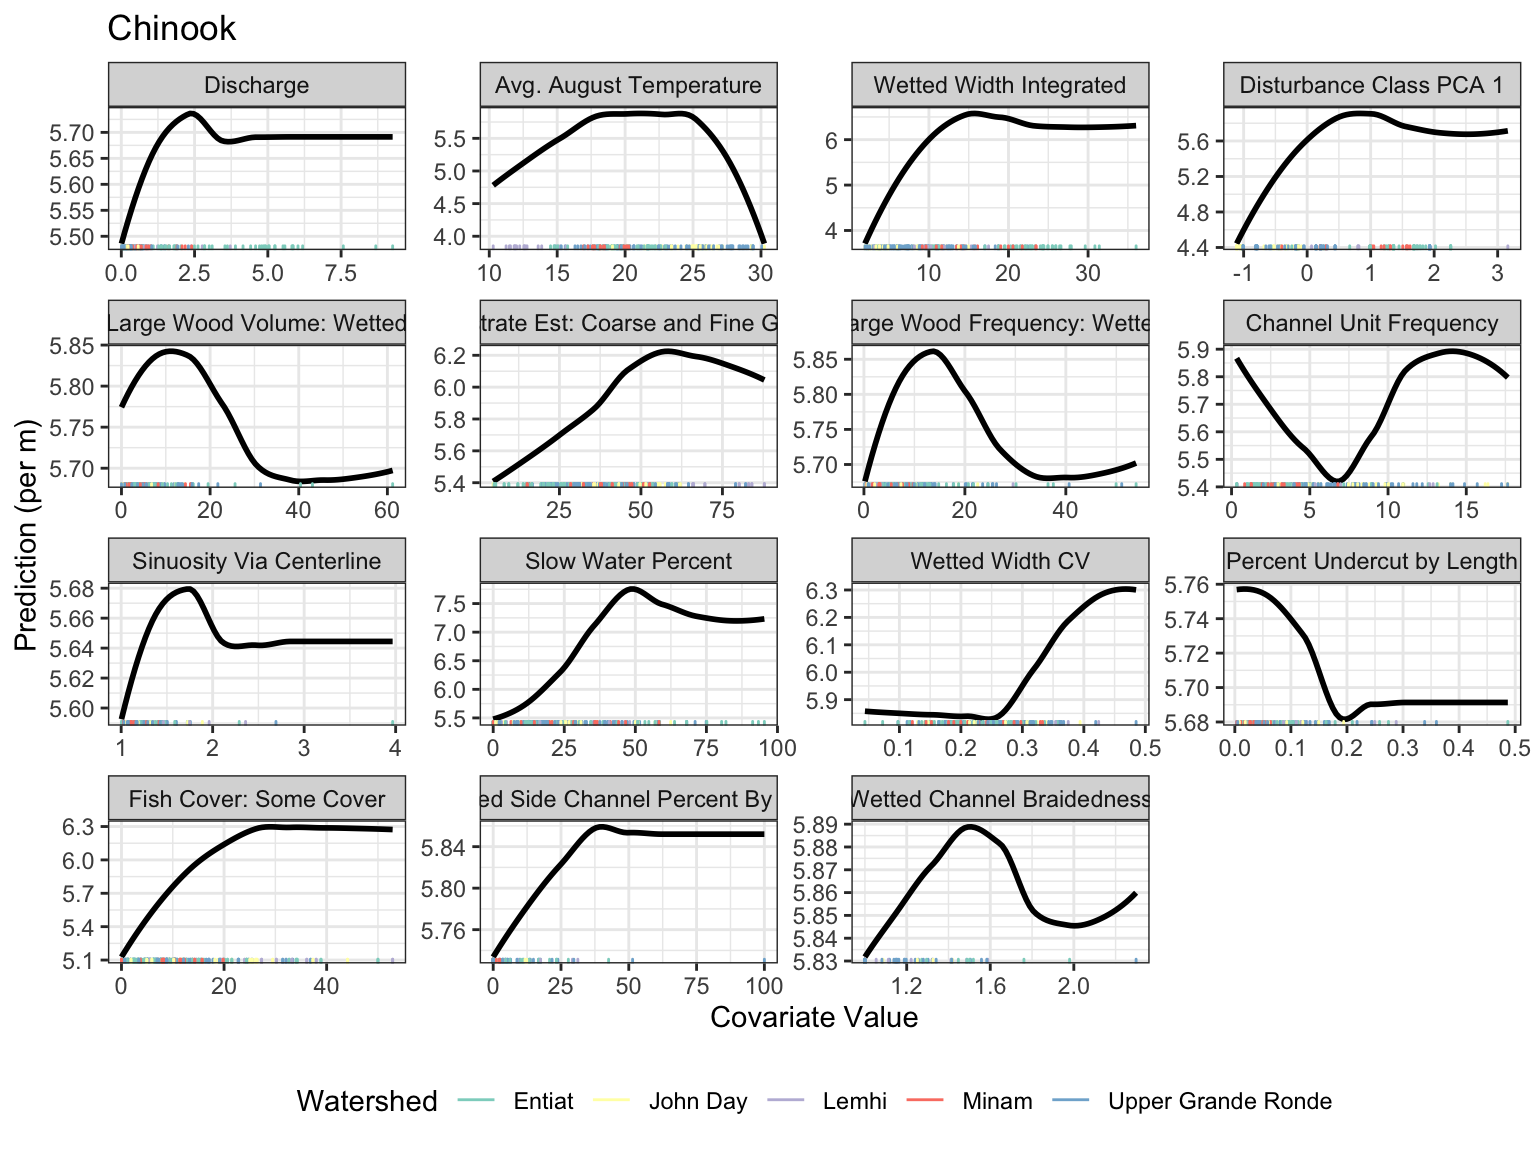 Chinook
Discharge
Avg. August Temperature
Wetted Width Integrated
Disturbance Class PCA 1
5.70
5.65
5.60
5.55
5.50
0.0 2.5 5.0 7.5
5.5
5.0
4.5
4.0
10 15 20 25 30
6
5
4
10 20 30
5.6
5.2
4.8
4.4
-1 0 1 2 3
Large Wood Volume: Wetted
trate Est: Coarse and Fine G
arge Wood Frequency: Wette
Channel Unit Frequency
5.85
5.80
5.75
5.70
0 20 40 60
6.2
6.0
5.8
5.6
5.4
25 50 75
5.85
5.80
5.75
5.70
0 20 40
5.9
5.8
5.7
5.6
5.5
5.4
0 5 10 15
Prediction (per m)
Sinuosity Via Centerline
Slow Water Percent
Wetted Width CV
Percent Undercut by Length
5.68
5.66
5.64
5.62
5.60
1 2 3 4
7.5
7.0
6.5
6.0
5.5
0 25 50 75 100
6.3
6.2
6.1
6.0
5.9
0.1 0.2 0.3 0.4 0.5
5.76
5.74
5.72
5.70
5.68
0.0 0.1 0.2 0.3 0.4 0.5
Fish Cover: Some Cover
ed Side Channel Percent By
Wetted Channel Braidedness
6.3
6.0
5.7
5.4
5.1
0 20 40
5.84
5.80
5.76
0 25 50 75 100
5.89
5.88
5.87
5.86
5.85
5.84
5.83
1.2 1.6 2.0
Covariate Value
Watershed Entiat John Day Lemhi Minam Upper Grande Ronde